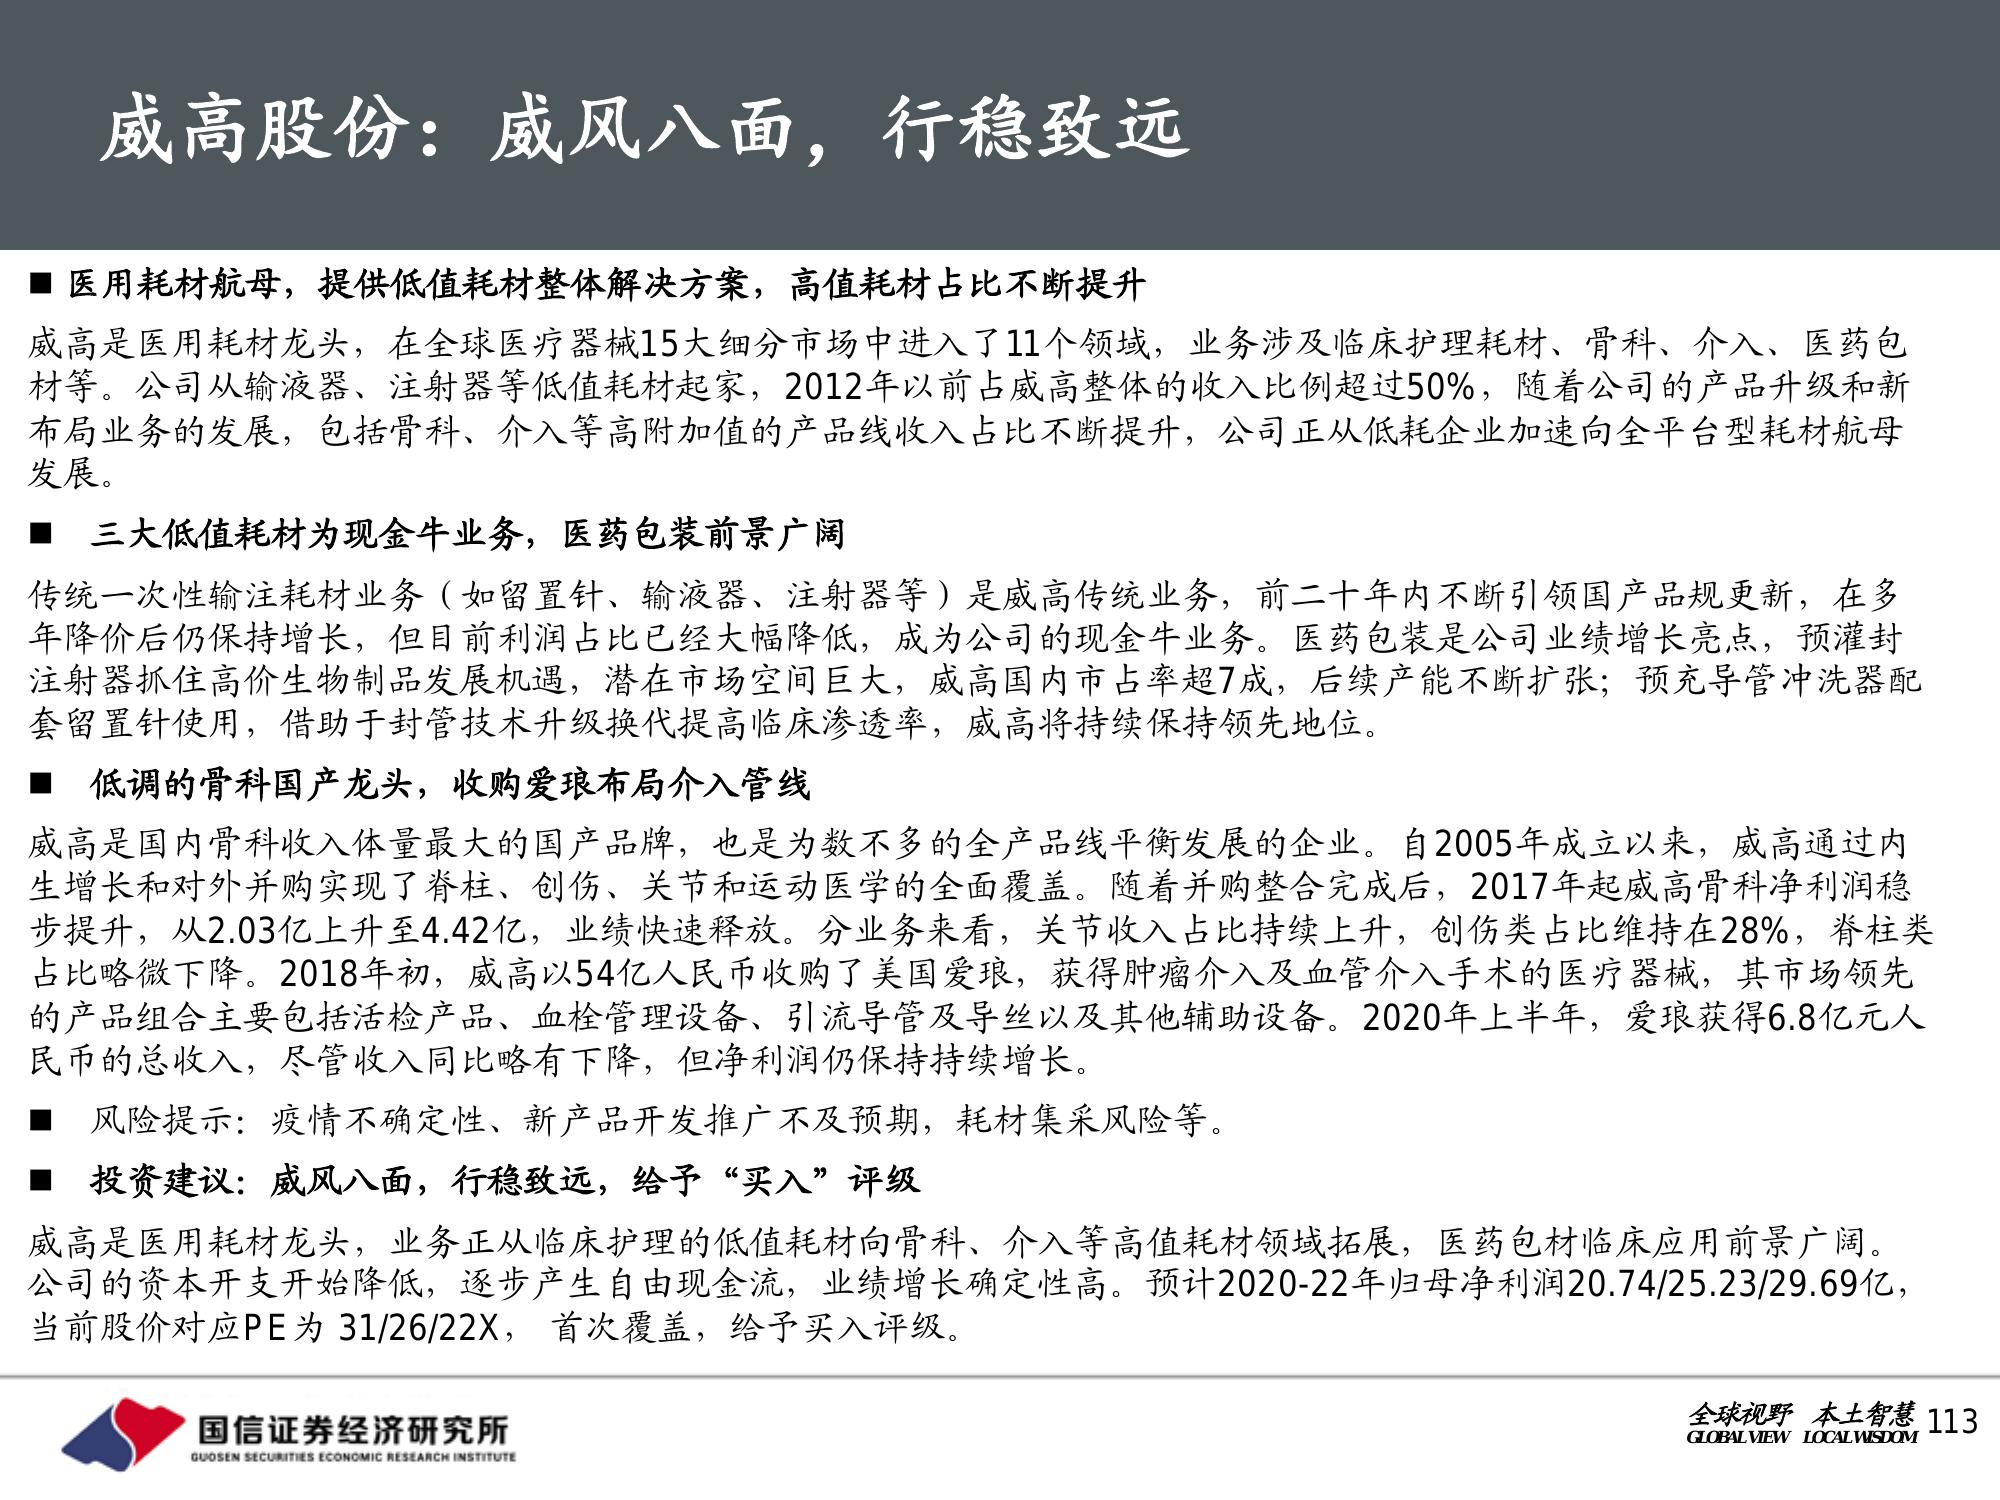 威高股份：威风八面，行稳致远
■ 医用耗材航母，提供低值耗材整体解决方案，高值耗材占比不断提升
威高是医用耗材龙头，在全球医疗器械15大细分市场中进入了11个领域，业务涉及临床护理耗材、骨科、介入、医药包
材等。公司从输液器、注射器等低值耗材起家，2012年以前占威高整体的收入比例超过50%，随着公司的产品升级和新
布局业务的发展，包括骨科、介入等高附加值的产品线收入占比不断提升，公司正从低耗企业加速向全平台型耗材航母
发展。
■ 三大低值耗材为现金牛业务，医药包装前景广阔
传统一次性输注耗材业务（如留置针、输液器、注射器等）是威高传统业务，前二十年内不断引领国产品规更新，在多
年降价后仍保持增长，但目前利润占比已经大幅降低，成为公司的现金牛业务。医药包装是公司业绩增长亮点，预灌封
注射器抓住高价生物制品发展机遇，潜在市场空间巨大，威高国内市占率超7成，后续产能不断扩张；预充导管冲洗器配
套留置针使用，借助于封管技术升级换代提高临床渗透率，威高将持续保持领先地位。
■ 低调的骨科国产龙头，收购爱琅布局介入管线
威高是国内骨科收入体量最大的国产品牌，也是为数不多的全产品线平衡发展的企业。自2005年成立以来，威高通过内
生增长和对外并购实现了脊柱、创伤、关节和运动医学的全面覆盖。随着并购整合完成后，2017年起威高骨科净利润稳
步提升，从2.03亿上升至4.42亿，业绩快速释放。分业务来看，关节收入占比持续上升，创伤类占比维持在28%，脊柱类
占比略微下降。2018年初，威高以54亿人民币收购了美国爱琅，获得肿瘤介入及血管介入手术的医疗器械，其市场领先
的产品组合主要包括活检产品、血栓管理设备、引流导管及导丝以及其他辅助设备。2020年上半年，爱琅获得6.8亿元人
民币的总收入，尽管收入同比略有下降，但净利润仍保持持续增长。
■ 风险提示：疫情不确定性、新产品开发推广不及预期，耗材集采风险等。
■ 投资建议：威风八面，行稳致远，给予“买入”评级
威高是医用耗材龙头，业务正从临床护理的低值耗材向骨科、介入等高值耗材领域拓展，医药包材临床应用前景广阔。
公司的资本开支开始降低，逐步产生自由现金流，业绩增长确定性高。预计2020-22年归母净利润20.74/25.23/29.69亿，
当前股价对应PE为 31/26/22X， 首次覆盖，给予买入评级。
国信证券经济研究所
GUOSEN SECURITIES ECONOMIC RESEARCH INSTITUTE
全球视野 本土智慧
GLOBAL VIEW LOCAL WISDOM
113